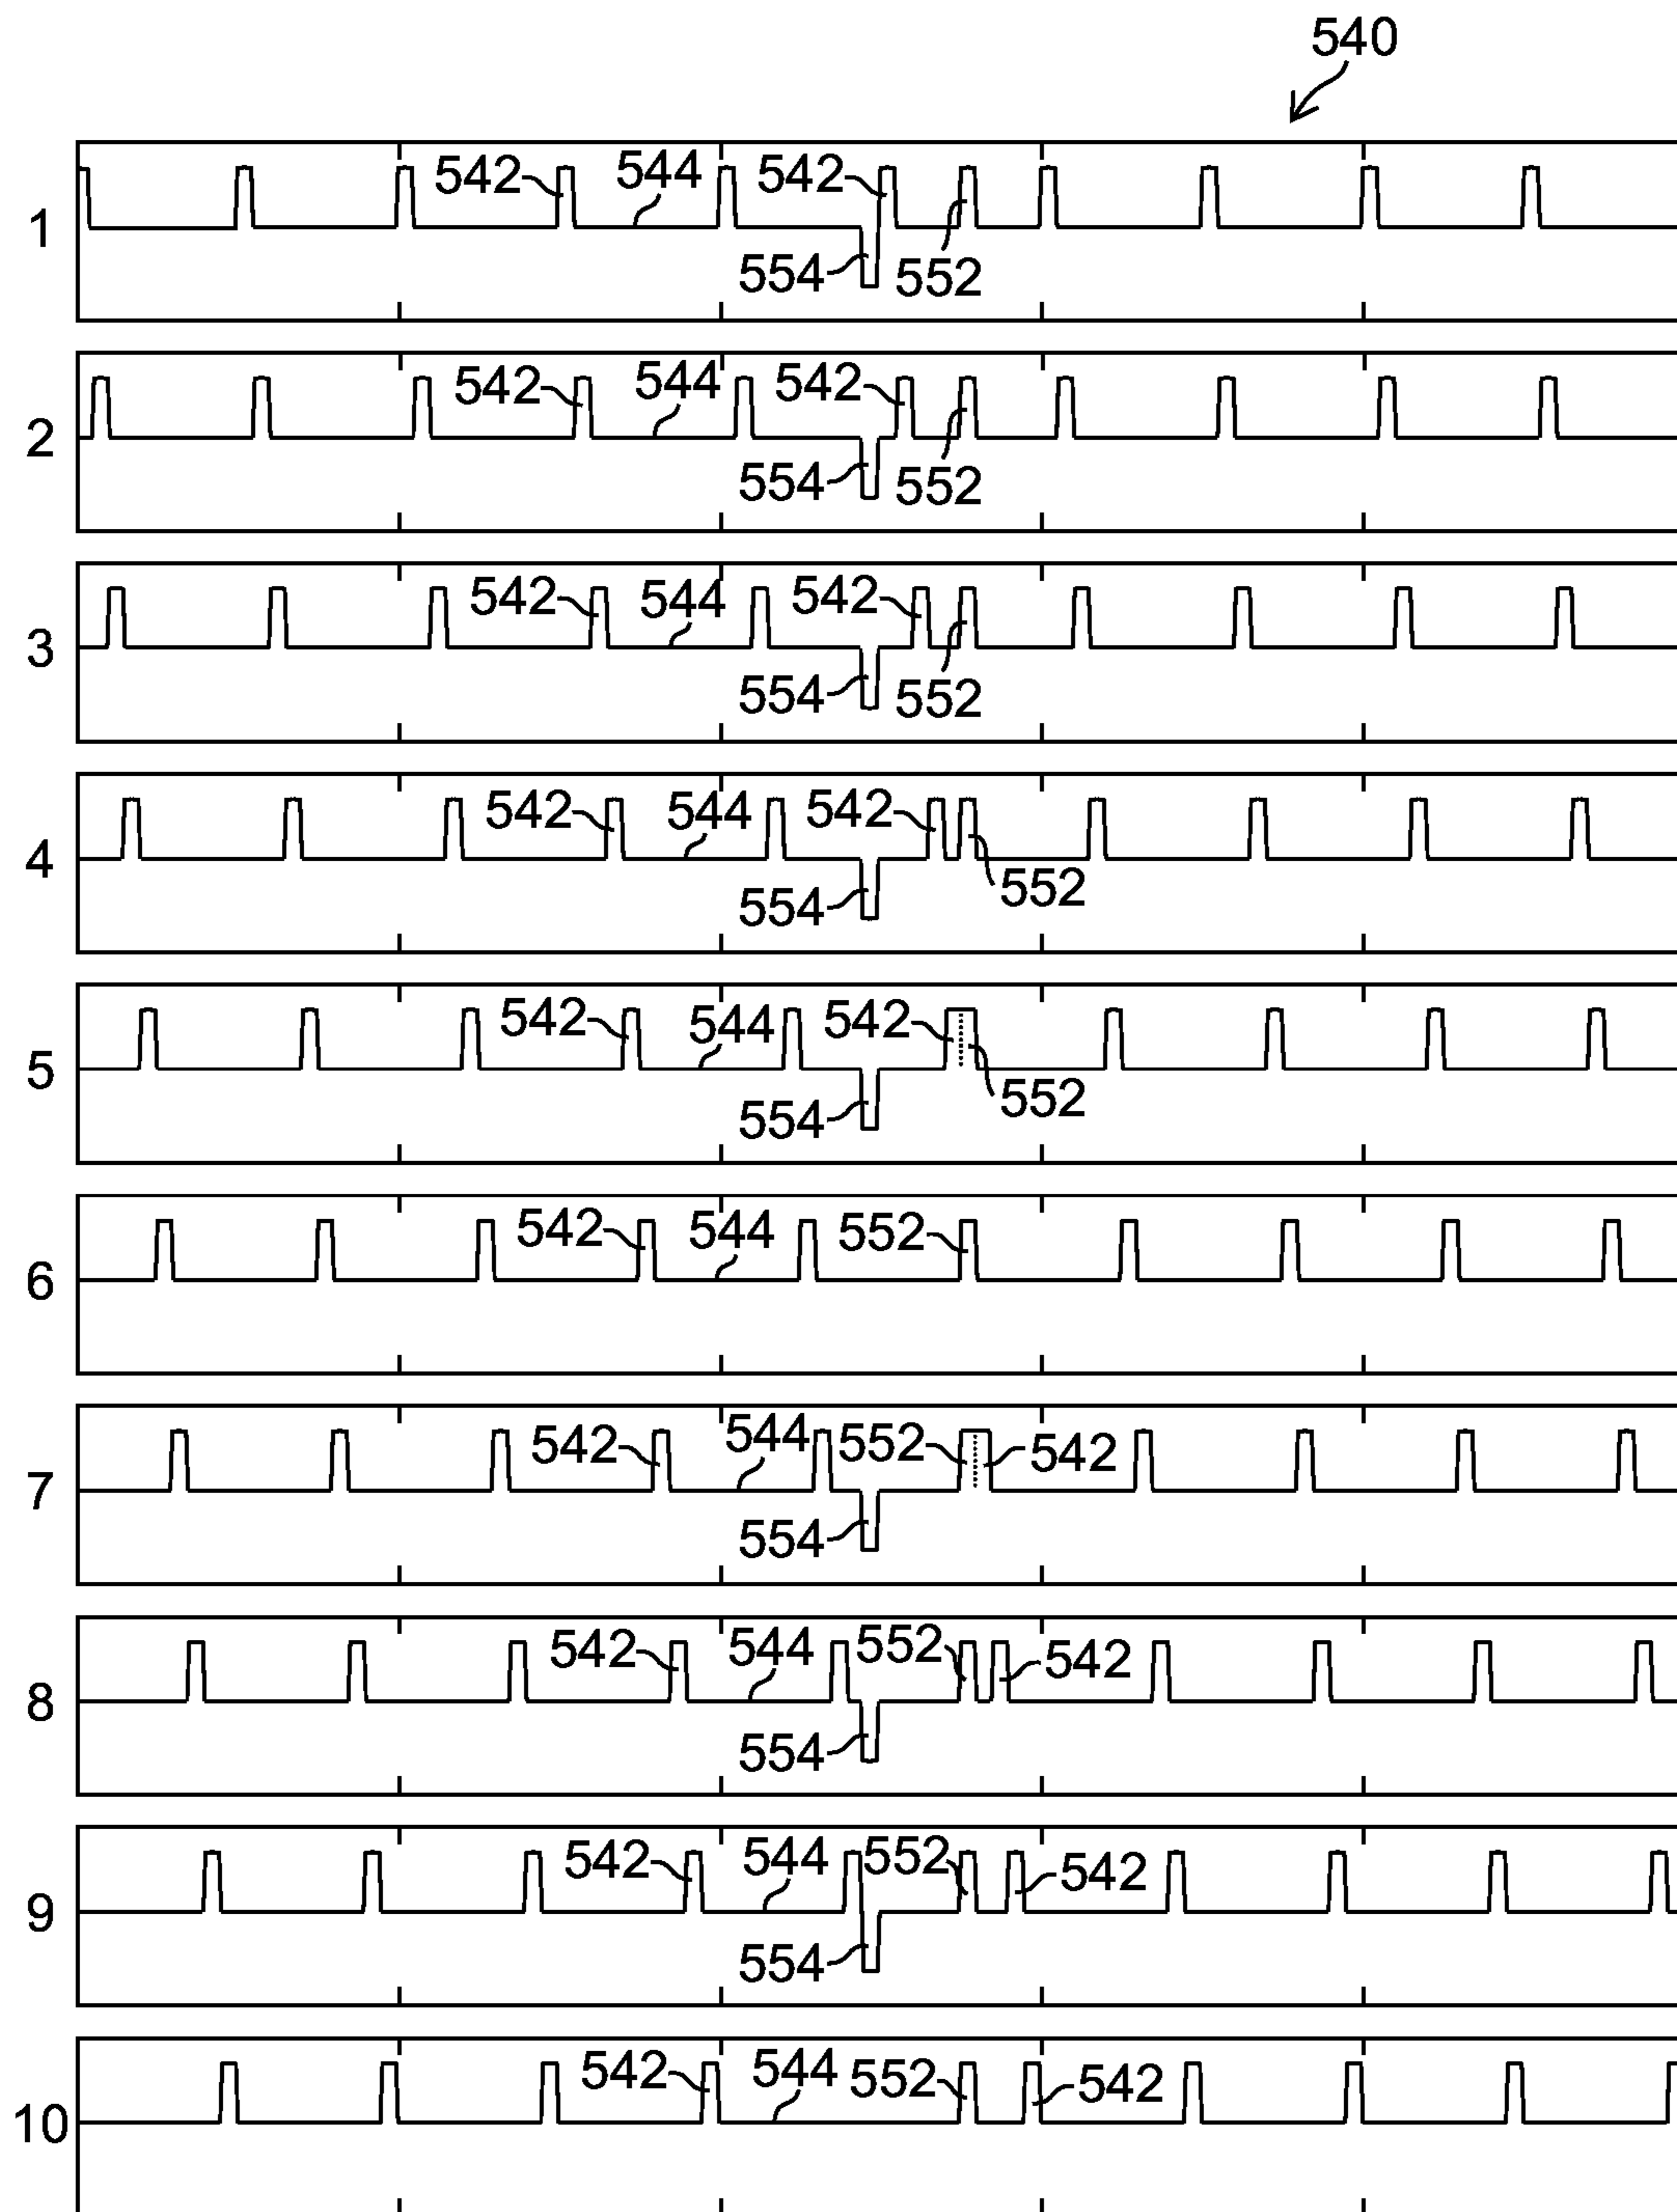 540
1 542 544 542 554 552
2 542 544 542 554 552
3 542 544 542 554 552
4 542 544 542 554 552
5 542 544 542 554 552
6 542 544 552
7 542 544 552 542 554
8 542 544 552 542 554
9 542 544 552 542 554
10 542 544 552 542